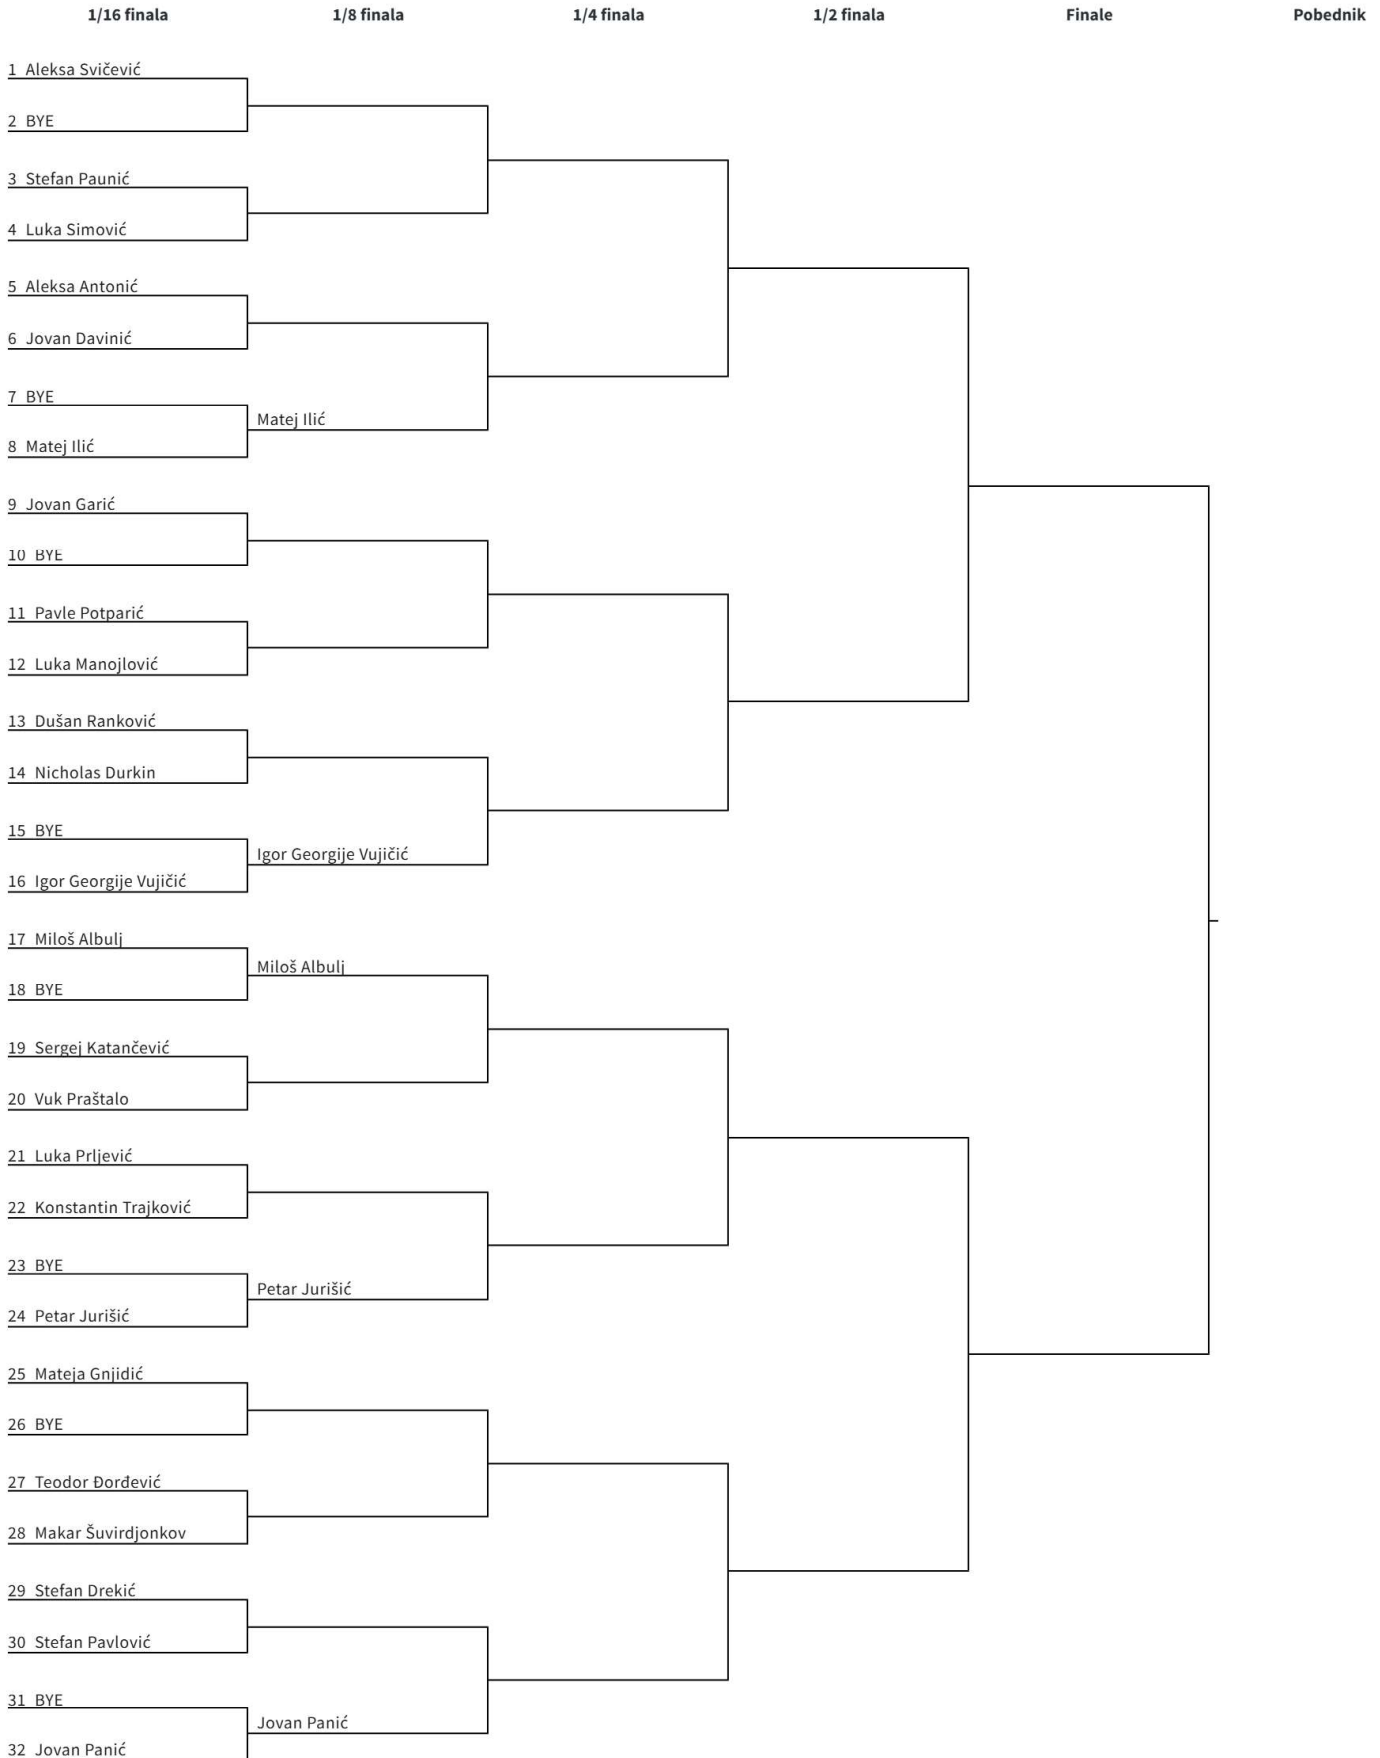 1/16 finala 1/8 finala 1/4 finala 1/2 finala Finale Pobednik
1 Aleksa Svičević
2 BYE
3 Stefan Paunić
4 Luka Simović
5 Aleksa Antonić
6 Jovan Davinić
7 BYE
Matej Ilić
8 Matej Ilić
9 Jovan Garić
10 BYE
11 Pavle Potparić
12 Luka Manojlović
13 Dušan Ranković
14 Nicholas Durkin
15 BYE
Igor Georgije Vujičić
16 Igor Georgije Vujičić
17 Miloš Albulj
Miloš Albulj
18 BYE
19 Sergej Katančević
20 Vuk Praštalo
21 Luka Prljević
22 Konstantin Trajković
23 BYE
Petar Jurišić
24 Petar Jurišić
25 Mateja Gnjidić
26 BYE
27 Teodor Đorđević
28 Makar Šuvirdjonkov
29 Stefan Drekić
30 Stefan Pavlović
31 BYE
Jovan Panić
32 Jovan Panić